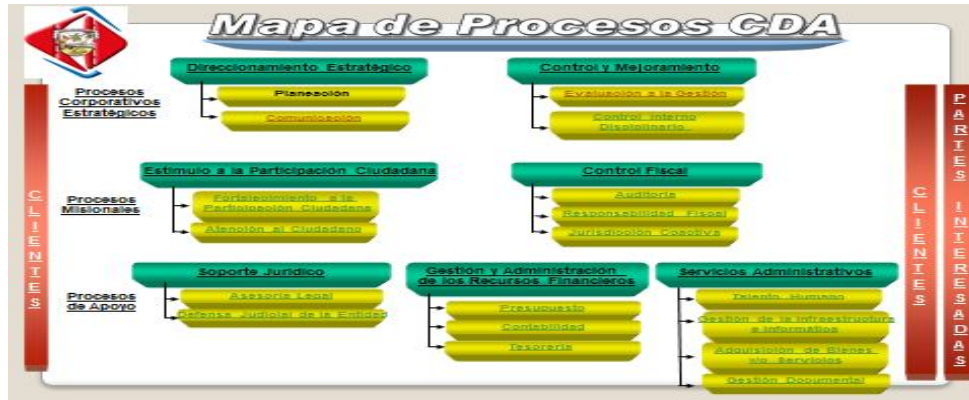 Mapa de Procesos CDA
Procesos
Corporativos
Estratégicos
Direccionamiento Estratégico
Planeación
Comunicación
Control y Mejoramiento
Evaluación a la Gestión
Control Interno
Disciplinario
Procesos
Misionales
Estímulo a la Participación Ciudadana
Fortalecimiento a la
Participación Ciudadana
Atención al Ciudadano
Control Fiscal
Auditoría
Responsabilidad Fiscal
Jurisdicción Coactiva
Procesos
de Apoyo
Soporte Jurídico
Asesoría Legal
Defensa Judicial de la Entidad
Gestión y Administración
de los Recursos Financieros
Presupuesto
Contabilidad
Tesorería
Servicios Administrativos
Talento Humano
Gestión de la Infraestructura
e Informática
Adquisición de Bienes
y/o Servicios
Gestión Documental
CLIENTES
CLIENTES
PARTES INTERESADAS